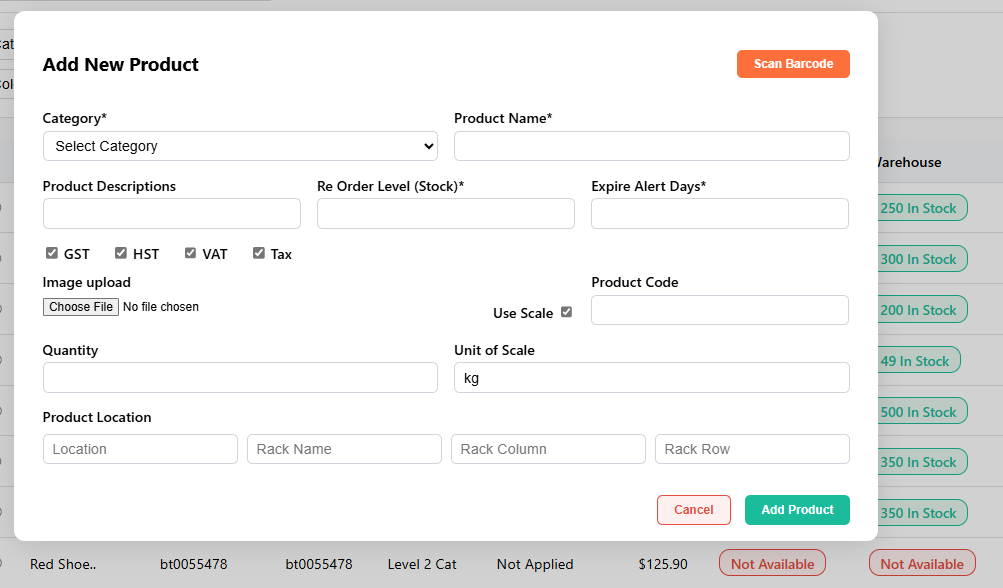 Add New Product
Scan Barcode
Category*
Product Name*
Select Category
Product Descriptions
Re Order Level (Stock)*
Expire Alert Days*
GST HST VAT Tax
Image upload
Product Code
Choose File No file chosen
Use Scale
Quantity
Unit of Scale
kg
Product Location
Location Rack Name Rack Column Rack Row
Cancel Add Product
250 In Stock
300 In Stock
200 In Stock
49 In Stock
500 In Stock
350 In Stock
350 In Stock
Red Shoe.. bt0055478 bt0055478 Level 2 Cat Not Applied $125.90 Not Available Not Available